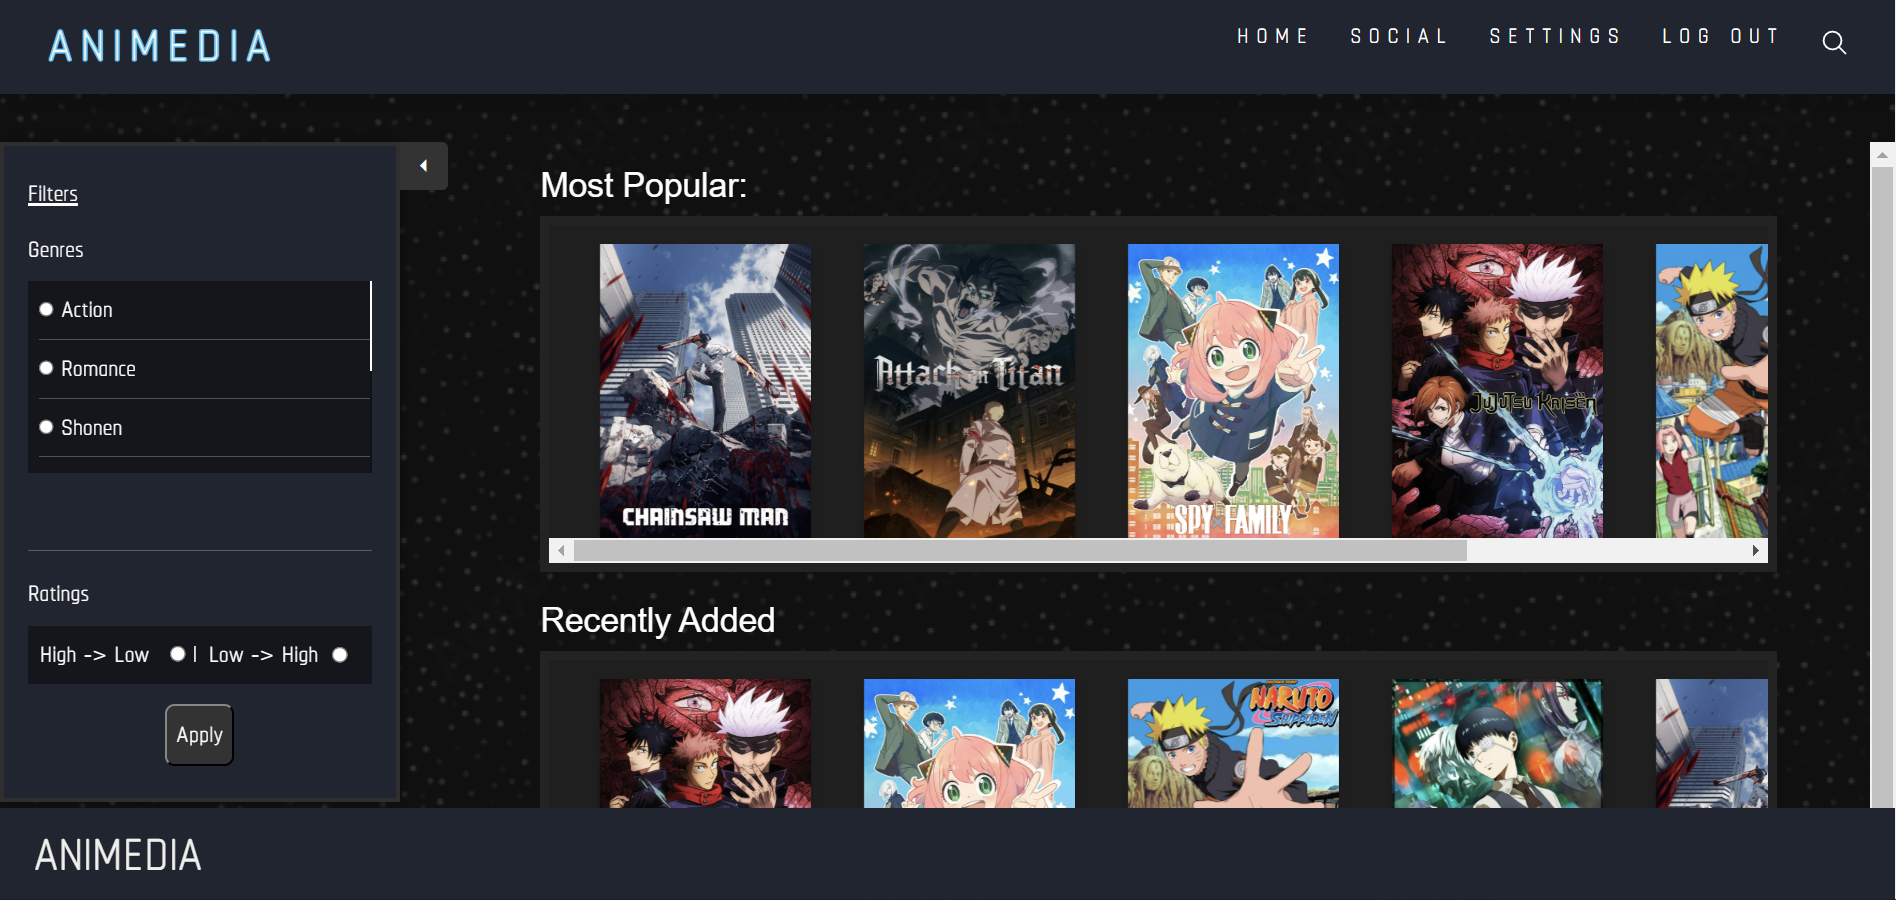 ANIMEDIA
HOME SOCIAL SETTINGS LOG OUT
Filters
Genres
Action
Romance
Shonen
Ratings
High -> Low | Low -> High
Apply
Most Popular:
CHAINSAW MAN
Attack on Titan
SPY×FAMILY
JUJUTSU KAISEN
Recently Added
NARUTO
SHIPPUDEN
ANIMEDIA